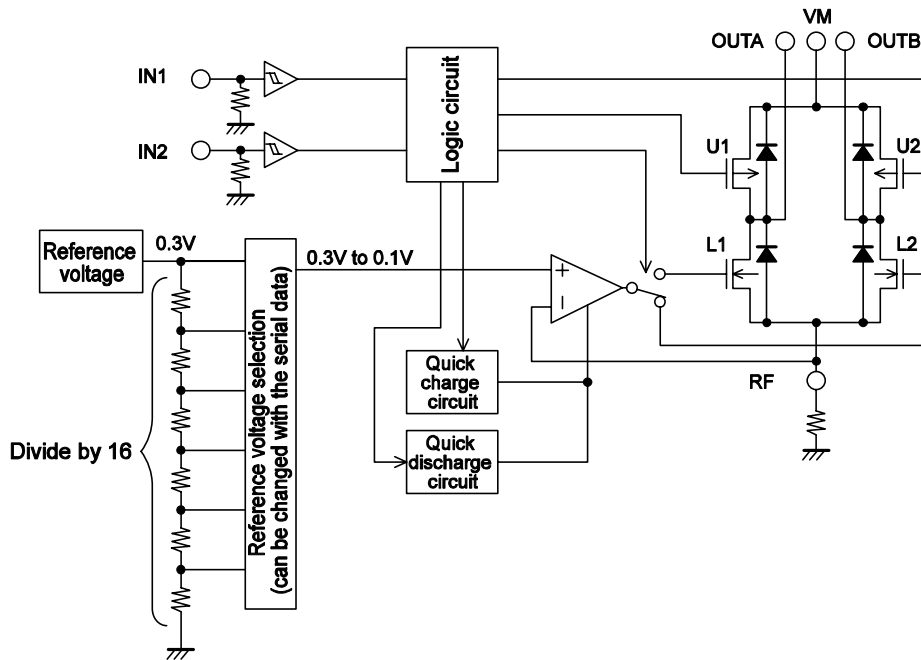 VM
OUTA
OUTB
IN1
IN2
Logic circuit
U1
U2
L1
L2
Reference
voltage
0.3V
0.3V to 0.1V
+
−
Reference voltage selection
(can be changed with the serial data)
Quick
charge
circuit
RF
Divide by 16
Quick
discharge
circuit